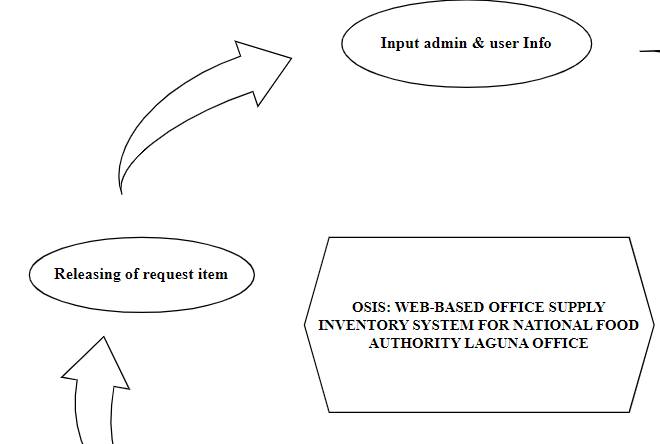 Input admin & user Info
Releasing of request item
OSIS: WEB-BASED OFFICE SUPPLY
INVENTORY SYSTEM FOR NATIONAL FOOD
AUTHORITY LAGUNA OFFICE